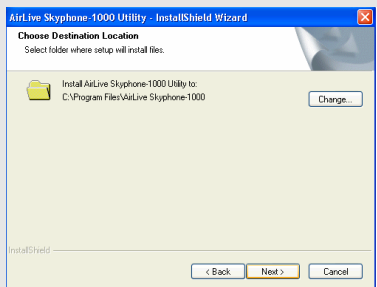 AirLive Skyphone-1000 Utility - InstallShield Wizard
Choose Destination Location
Select folder where setup will install files.
Install AirLive Skyphone-1000 Utility to:
C:\Program Files\AirLive Skyphone-1000
Change...
InstallShield
< Back
Next >
Cancel